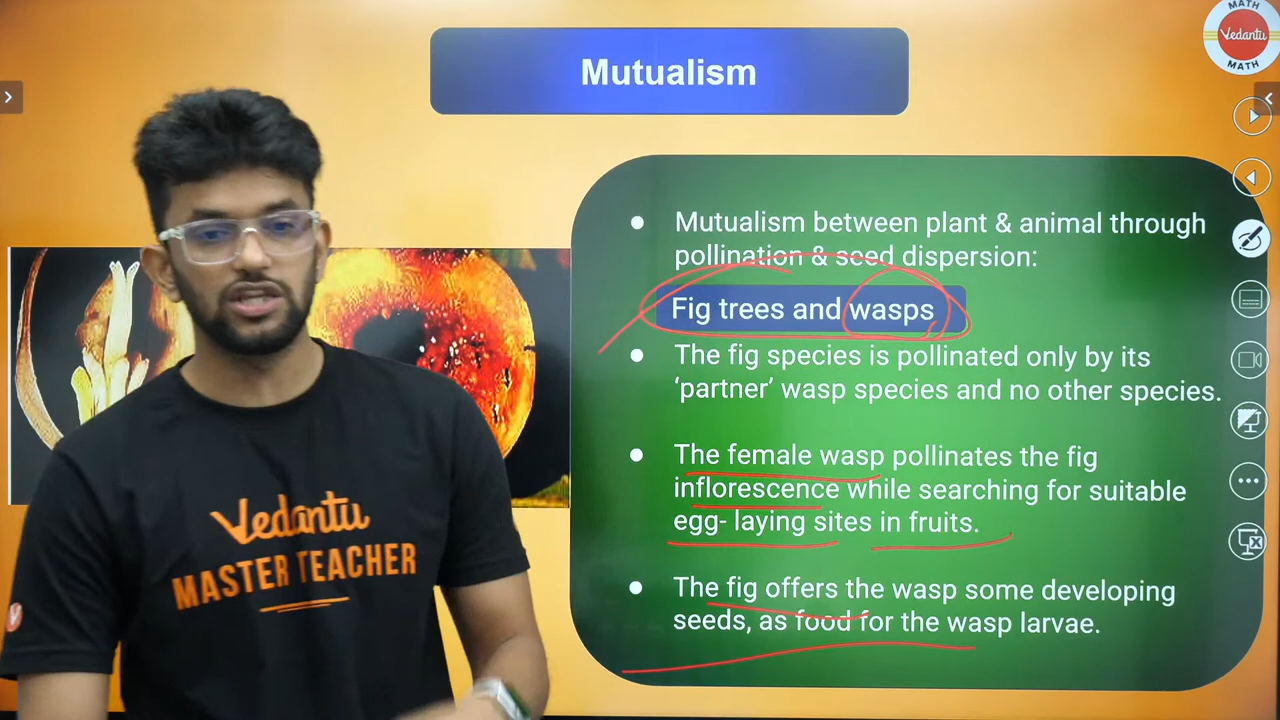 Mutualism
MATH
Vedantu
MATH
Mutualism between plant & animal through
pollination & seed dispersion:
Fig trees and wasps
The fig species is pollinated only by its
‘partner’ wasp species and no other species.
The female wasp pollinates the fig
inflorescence while searching for suitable
egg- laying sites in fruits.
The fig offers the wasp some developing
seeds, as food for the wasp larvae.
Vedantu
MASTER TEACHER
V